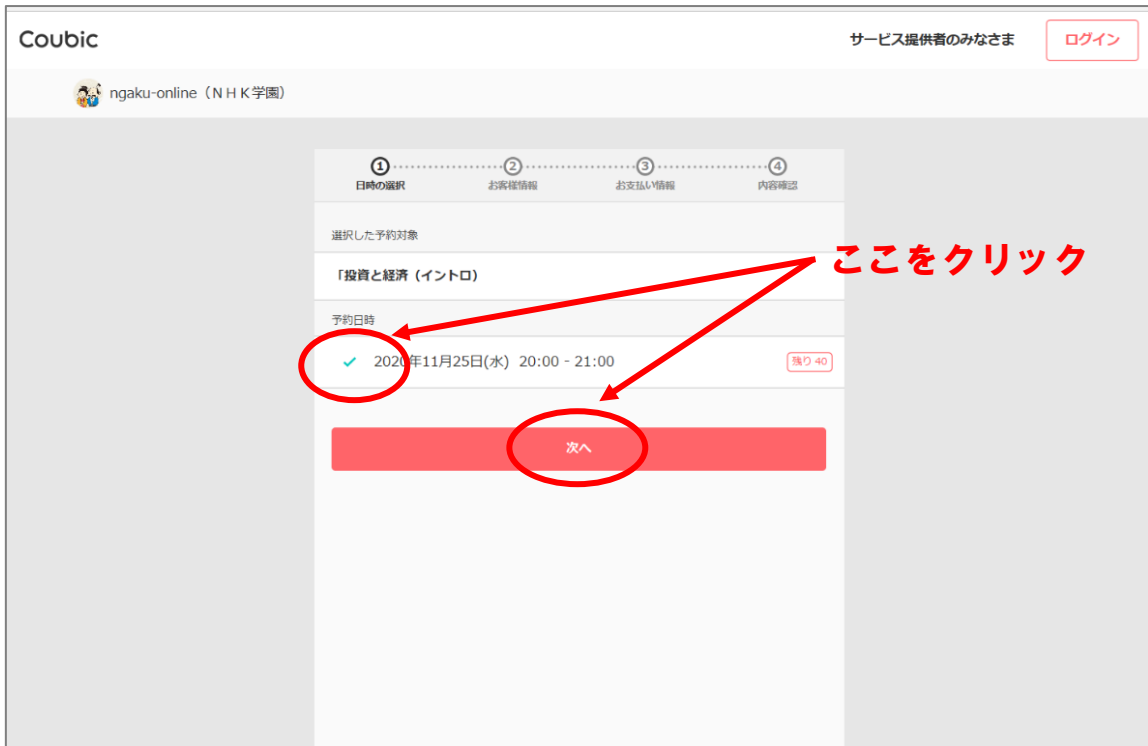 Coubic
サービス提供者のみなさま
ログイン
ngaku-online（ＮＨＫ学園）
① ② ③ ④
日時の選択 お客様情報 お支払い情報 内容確認
選択した予約対象
「投資と経済（イントロ）
ここをクリック
予約日時
2020年11月25日(水) 20:00 - 21:00
残り 40
次へ